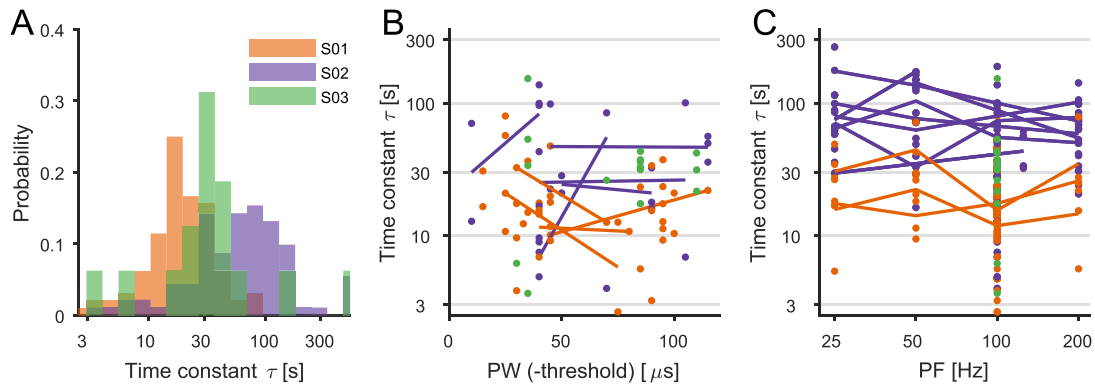 A
0.4
0.3
0.2
0.1
0
Probability
S01
S02
S03
3 10 30 100 300
Time constant τ [s]
B
300
100
30
10
3
Time constant τ [s]
0 50 100
PW (-threshold) [ μs]
C
300
100
30
10
3
Time constant τ [s]
25 50 100 200
PF [Hz]